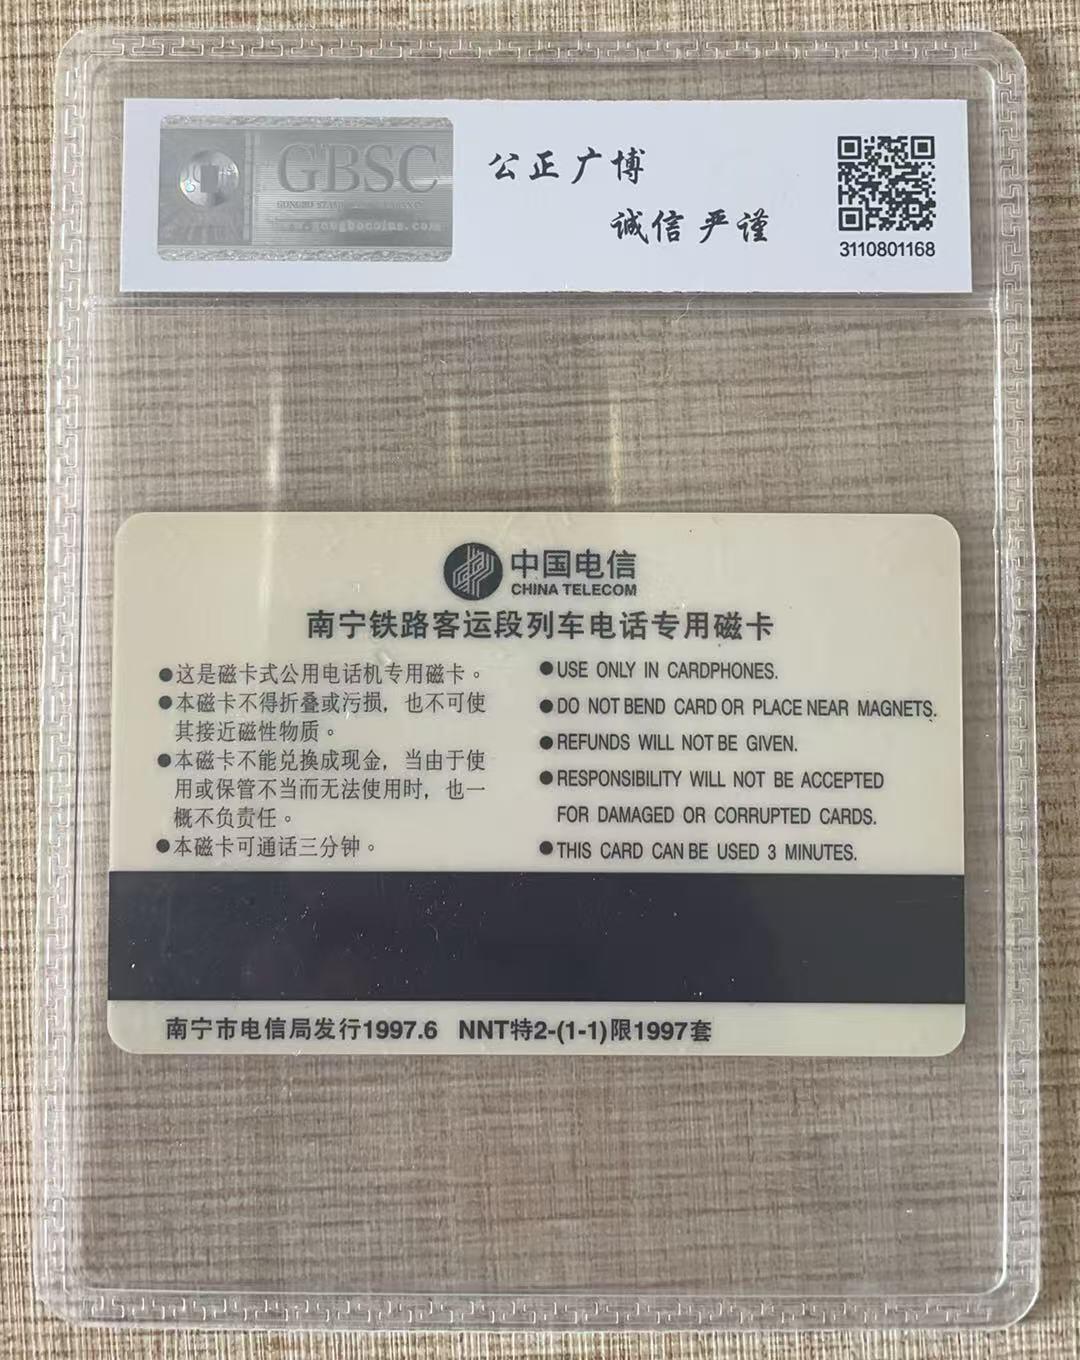 GBSC
www.gongbocoins.com
公正广博
诚信严谨
3110801168
中国电信
CHINA TELECOM
南宁铁路客运段列车电话专用磁卡
●这是磁卡式公用电话机专用磁卡。
●本磁卡不得折叠或污损，也不可使
其接近磁性物质。
●本磁卡不能兑换成现金，当由于使
用或保管不当而无法使用时，也一
概不负责任。
●本磁卡可通话三分钟。
●USE ONLY IN CARDPHONES.
●DO NOT BEND CARD OR PLACE NEAR MAGNETS.
●REFUNDS WILL NOT BE GIVEN.
●RESPONSIBILITY WILL NOT BE ACCEPTED
FOR DAMAGED OR CORRUPTED CARDS.
●THIS CARD CAN BE USED 3 MINUTES.
南宁市电信局发行1997.6 NNT特2-(1-1)限1997套